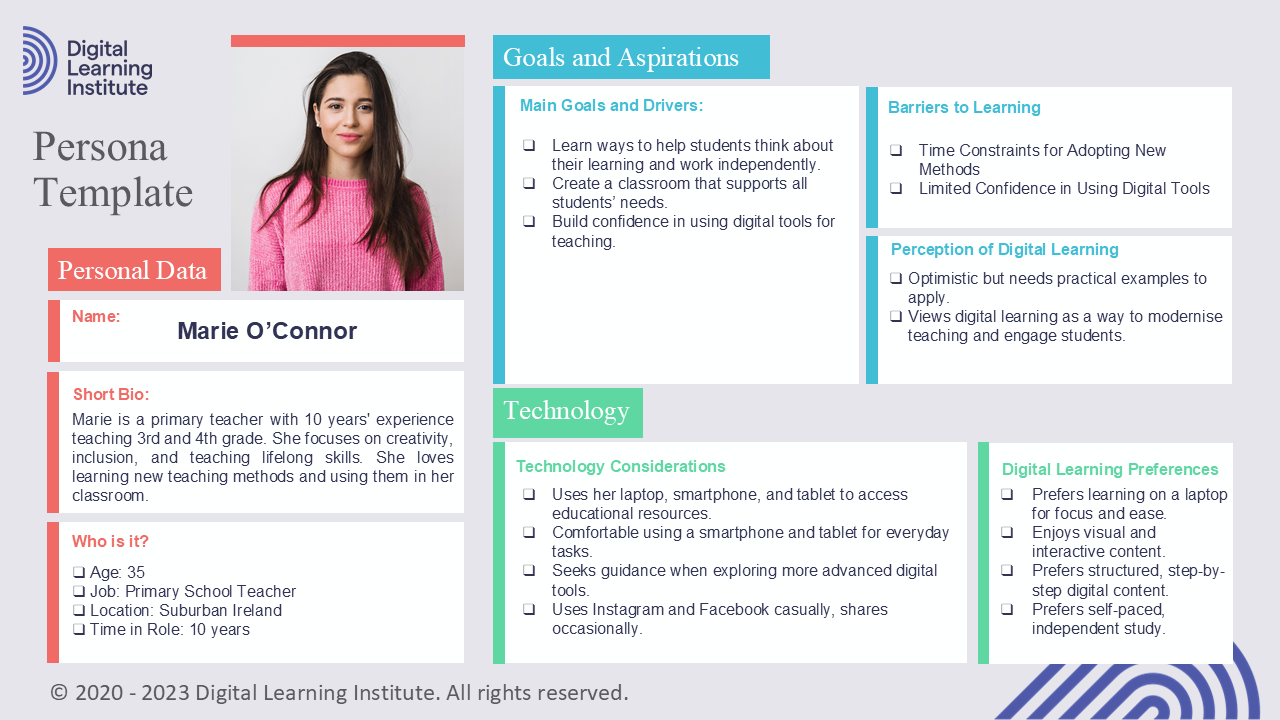 Digital
Learning
Institute
Persona
Template
Personal Data
Name:
Marie O’Connor
Short Bio:
Marie is a primary teacher with 10 years' experience
teaching 3rd and 4th grade. She focuses on creativity,
inclusion, and teaching lifelong skills. She loves
learning new teaching methods and using them in her
classroom.
Who is it?
❑ Age: 35
❑ Job: Primary School Teacher
❑ Location: Suburban Ireland
❑ Time in Role: 10 years
Goals and Aspirations
Main Goals and Drivers:
❑ Learn ways to help students think about
their learning and work independently.
❑ Create a classroom that supports all
students’ needs.
❑ Build confidence in using digital tools for
teaching.
Barriers to Learning
❑ Time Constraints for Adopting New
Methods
❑ Limited Confidence in Using Digital Tools
Perception of Digital Learning
❑ Optimistic but needs practical examples to
apply.
❑ Views digital learning as a way to modernise
teaching and engage students.
Technology
Technology Considerations
❑ Uses her laptop, smartphone, and tablet to access
educational resources.
❑ Comfortable using a smartphone and tablet for everyday
tasks.
❑ Seeks guidance when exploring more advanced digital
tools.
❑ Uses Instagram and Facebook casually, shares
occasionally.
Digital Learning Preferences
❑ Prefers learning on a laptop
for focus and ease.
❑ Enjoys visual and
interactive content.
❑ Prefers structured, step-by-
step digital content.
❑ Prefers self-paced,
independent study.
© 2020 - 2023 Digital Learning Institute. All rights reserved.